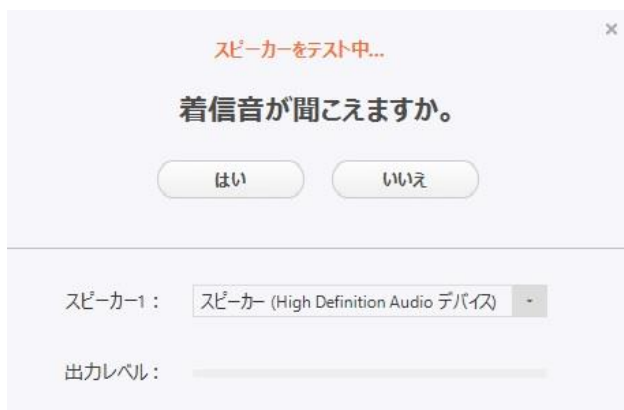 スピーカーをテスト中...
着信音が聞こえますか。
はい いいえ
スピーカー1： スピーカー (High Definition Audio デバイス)
出力レベル：